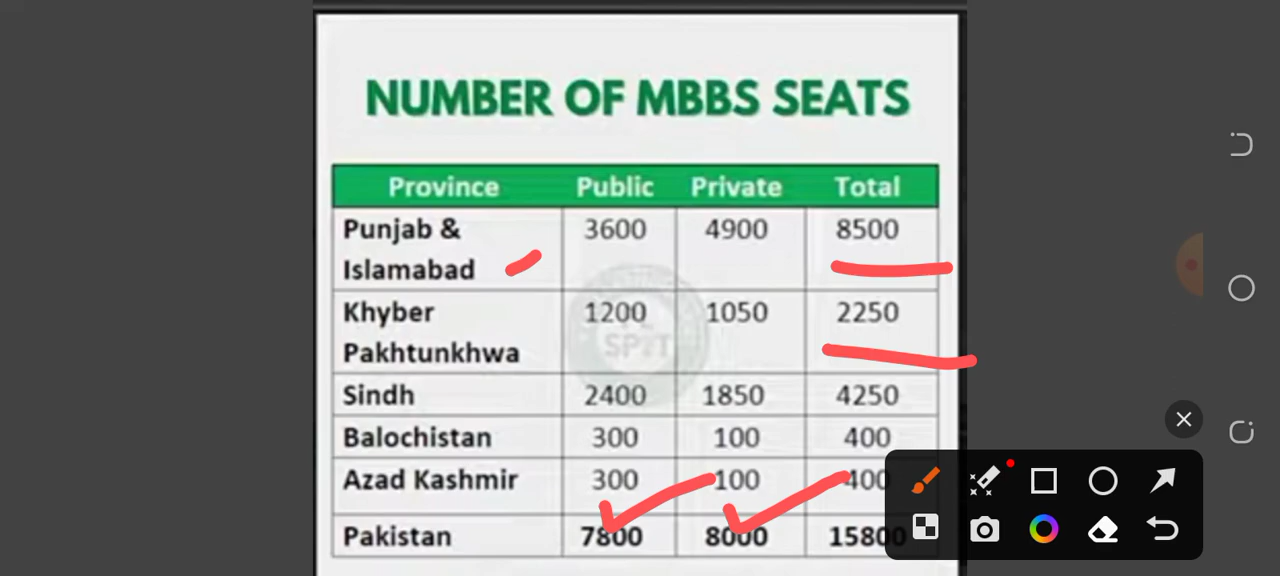 NUMBER OF MBBS SEATS
Province Public Private Total
Punjab & 3600 4900 8500
Islamabad
Khyber 1200 1050 2250
Pakhtunkhwa
Sindh 2400 1850 4250
Balochistan 300 100 400
Azad Kashmir 300 100 400
Pakistan 7800 8000 15800